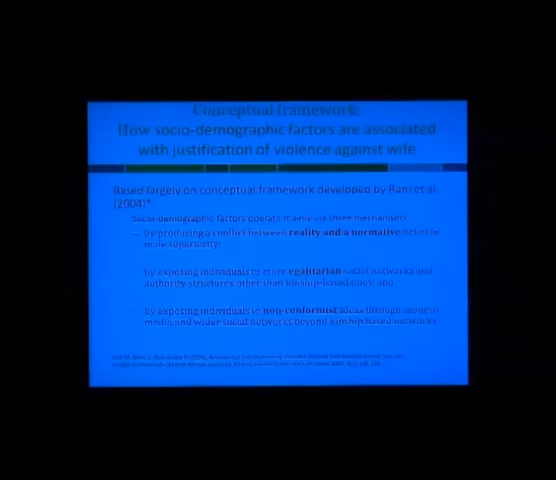 Conceptual framework:
How socio-demographic factors are associated
with justification of violence against wife
Based largely on conceptual framework developed by Rani et al.
(2004)*
Socio-demographic factors operate mainly via three mechanisms:
– by producing a conflict between reality and a normative belief in
male superiority;
– by exposing individuals to more egalitarian social networks and
authority structures other than kinship-based ones; and,
– by exposing individuals to non-conformist ideas through modern
media and wider social networks beyond kinship-based networks